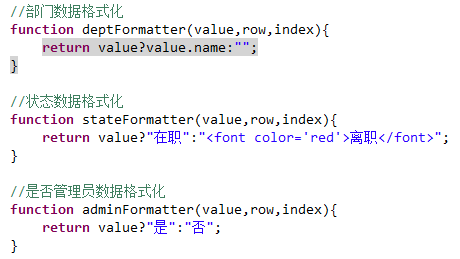 //部门数据格式化
function deptFormatter(value,row,index){
return value?value.name:"";
}
//状态数据格式化
function stateFormatter(value,row,index){
return value?"在职":"<font color='red'>离职</font>";
}
//是否管理员数据格式化
function adminFormatter(value,row,index){
return value?"是":"否";
}